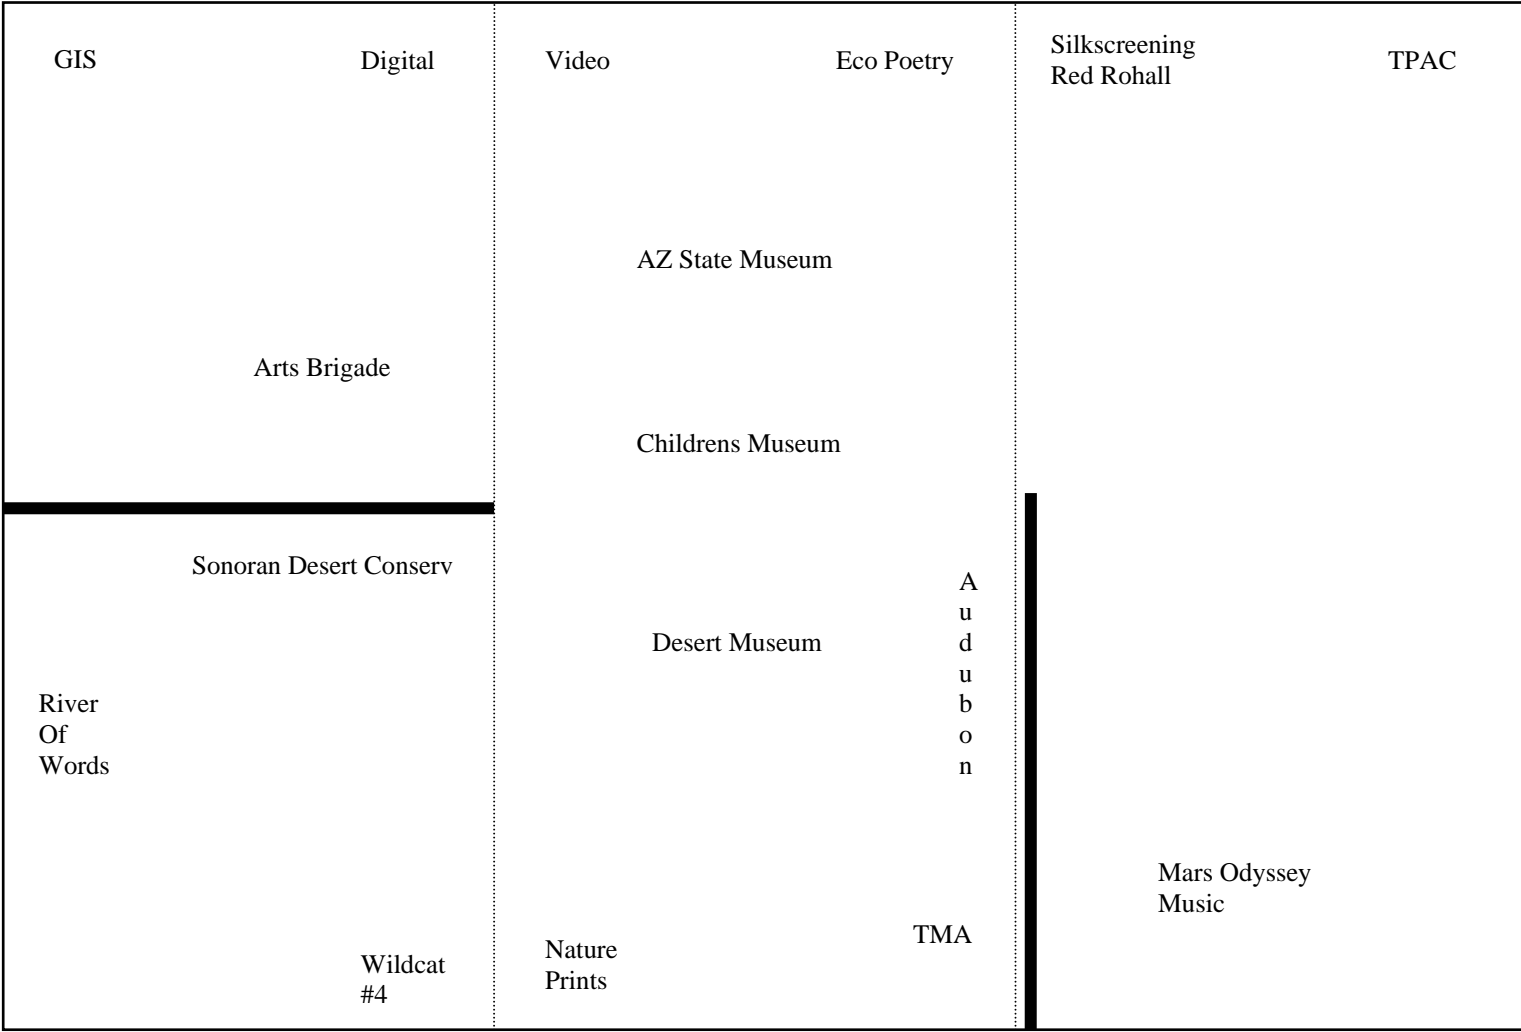 GIS
Digital
Video
Eco Poetry
Silkscreening
Red Rohall
TPAC
AZ State Museum
Arts Brigade
Childrens Museum
Sonoran Desert Conserv
Desert Museum
A
u
d
u
b
o
n
River
Of
Words
Mars Odyssey
Music
TMA
Nature
Prints
Wildcat
#4